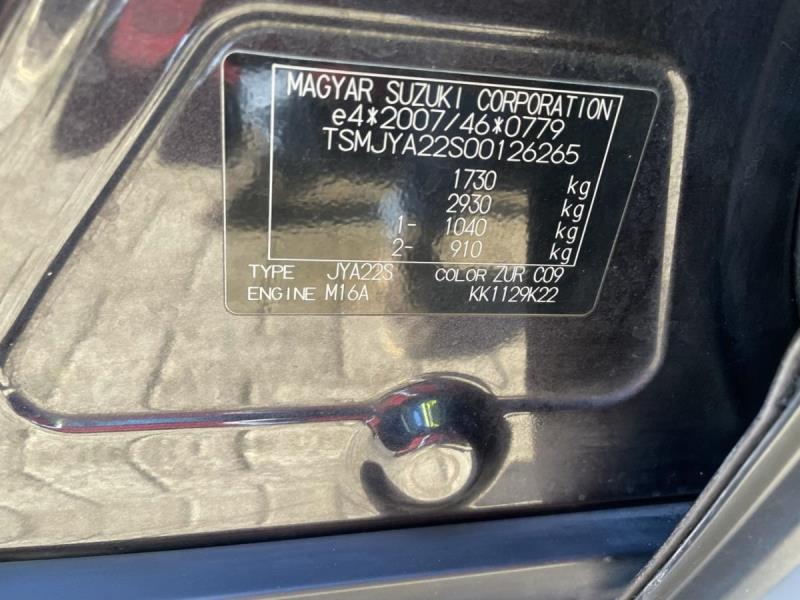 MAGYAR SUZUKI CORPORATION
e4*2007/46*0779
TSMJYA22S00126265
1730 kg
2930 kg
1- 1040 kg
2- 910 kg
TYPE JYA22S COLOR ZUR C09
ENGINE M16A KK1129K22